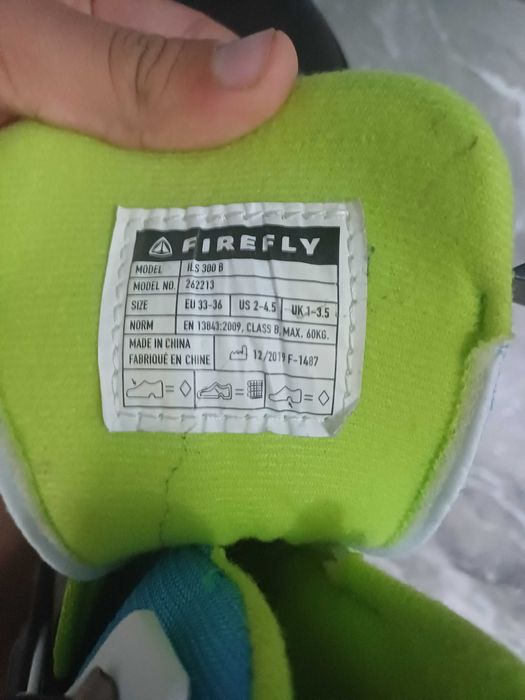 FIREFLY
MODEL ILS 300 B
MODEL NO. 262213
SIZE EU 33-36 US 2-4.5 UK 1-3.5
NORM EN 13843:2009, CLASS B, MAX. 60KG.
MADE IN CHINA
FABRIQUÉ EN CHINE 12/2019 F-1487
= =  =